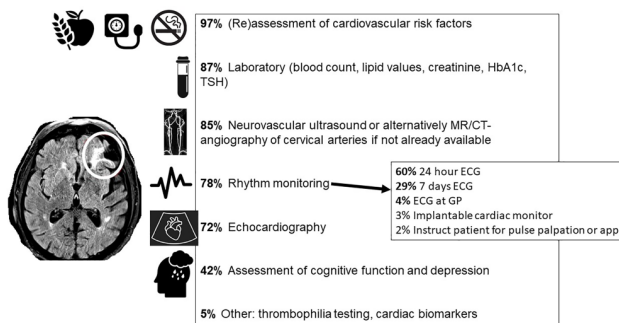 97% (Re)assessment of cardiovascular risk factors
87% Laboratory (blood count, lipid values, creatinine, HbA1c,
TSH)
85% Neurovascular ultrasound or alternatively MR/CT-
angiography of cervical arteries if not already available
78% Rhythm monitoring
60% 24 hour ECG
29% 7 days ECG
4% ECG at GP
3% Implantable cardiac monitor
2% Instruct patient for pulse palpation or app
72% Echocardiography
42% Assessment of cognitive function and depression
5% Other: thrombophilia testing, cardiac biomarkers